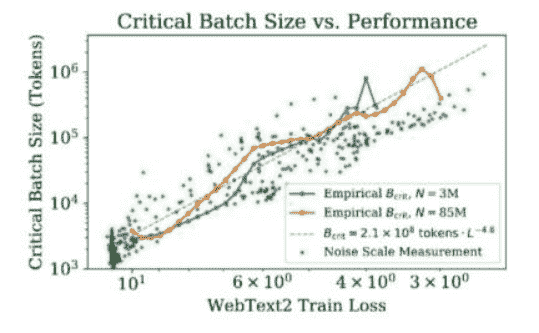 Critical Batch Size vs. Performance
Critical Batch Size (Tokens)
10⁶
10⁵
10⁴
10³
Empirical B_crit, N = 3M
Empirical B_crit, N = 85M
B_crit = 2.1 × 10⁸ tokens · L^-4.8
Noise Scale Measurement
10¹ 6 × 10⁰ 4 × 10⁰ 3 × 10⁰
WebText2 Train Loss